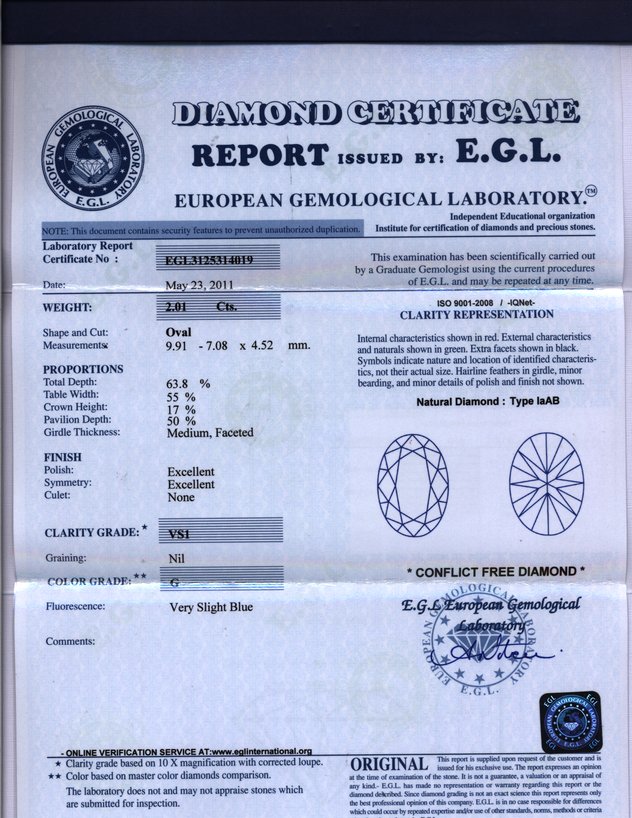 DIAMOND CERTIFICATE
REPORT ISSUED BY: E.G.L.
EUROPEAN GEMOLOGICAL LABORATORY.™
EUROPEAN GEMOLOGICAL LABORATORY
E.G.L.
Independent Educational organization
Institute for certification of diamonds and precious stones.
NOTE: This document contains security features to prevent unauthorized duplication.
Laboratory Report
Certificate No : EGL3125314019
Date: May 23, 2011
WEIGHT: 2.01 Cts.
Shape and Cut: Oval
Measurements: 9.91 - 7.08 x 4.52 mm.
PROPORTIONS
Total Depth: 63.8 %
Table Width: 55 %
Crown Height: 17 %
Pavilion Depth: 50 %
Girdle Thickness: Medium, Faceted
FINISH
Polish: Excellent
Symmetry: Excellent
Culet: None
CLARITY GRADE:★ VS1
Graining: Nil
COLOR GRADE:★★ G
Fluorescence: Very Slight Blue
Comments:
This examination has been scientifically carried out
by a Graduate Gemologist using the current procedures
of E.G.L. and may be repeated at any time.
ISO 9001-2008 / -IQNet-
CLARITY REPRESENTATION
Internal characteristics shown in red. External characteristics
and naturals shown in green. Extra facets shown in black.
Symbols indicate nature and location of identified characteris-
tics, not their actual size. Hairline feathers in girdle, minor
bearding, and minor details of polish and finish not shown.
Natural Diamond : Type IaAB
* CONFLICT FREE DIAMOND *
E.G.L European Gemological
Laboratory
EUROPEAN GEMOLOGICAL LABORATORY
E.G.L.
EGL EGL
EUROPEAN GEMOLOGICAL LABORATORY
EGL EGL
- ONLINE VERIFICATION SERVICE AT:www.eglinternational.org
★ Clarity grade based on 10 X magnification with corrected loupe.
★★ Color based on master color diamonds comparison.
The laboratory does not and may not appraise stones which
are submitted for inspection.
ORIGINAL This report is supplied upon request of the customer and is
issued for his exclusive use. The report expresses an opinion
at the time of examination of the stone. It is not a guarantee, a valuation or an appraisal of
any kind.- E.G.L. has made no representation or warranty regarding this report or the
diamond described. Since diamond grading is not an exact science this report represents only
the best professional opinion of this company. E.G.L. is in no case responsible for differences
which could occur by repeated expertise and/or use of other standards, norms, methods or criteria